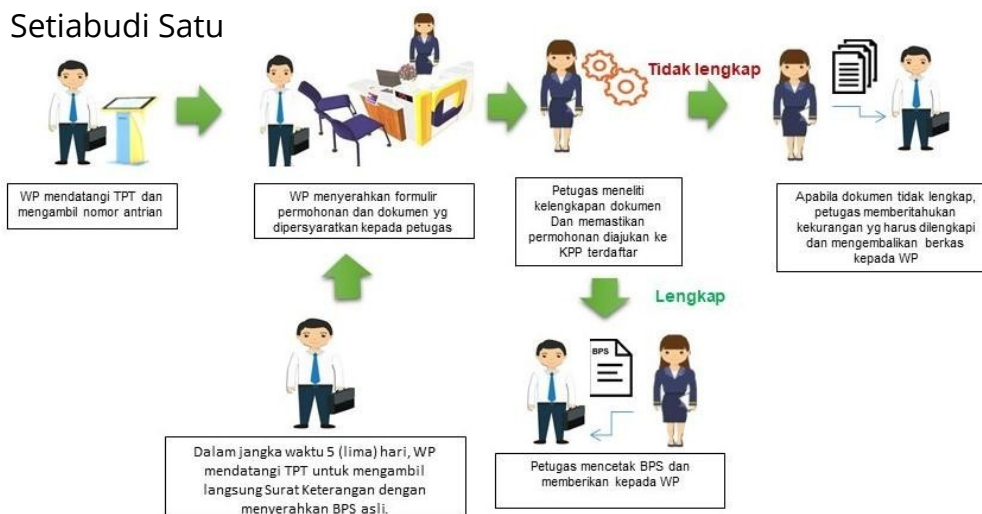 Setiabudi Satu
WP mendatangi TPT dan
mengambil nomor antrian
WP menyerahkan formulir
permohonan dan dokumen yg
dipersyaratkan kepada petugas
Petugas meneliti
kelengkapan dokumen
Dan memastikan
permohonan diajukan ke
KPP terdaftar
Tidak lengkap
Apabila dokumen tidak lengkap,
petugas memberitahukan
kekurangan yg harus dilengkapi
dan mengembalikan berkas
kepada WP
Lengkap
BPS
Petugas mencetak BPS dan
memberikan kepada WP
Dalam jangka waktu 5 (lima) hari, WP
mendatangi TPT untuk mengambil
langsung Surat Keterangan dengan
menyerahkan BPS asli.